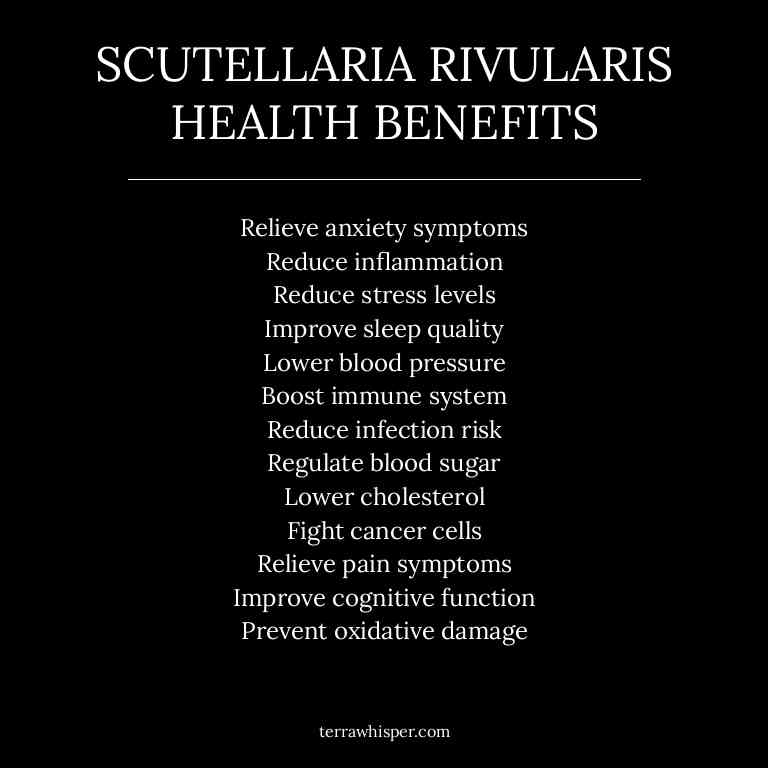 SCUTELLARIA RIVULARIS
HEALTH BENEFITS
Relieve anxiety symptoms
Reduce inflammation
Reduce stress levels
Improve sleep quality
Lower blood pressure
Boost immune system
Reduce infection risk
Regulate blood sugar
Lower cholesterol
Fight cancer cells
Relieve pain symptoms
Improve cognitive function
Prevent oxidative damage
terrawhisper.com